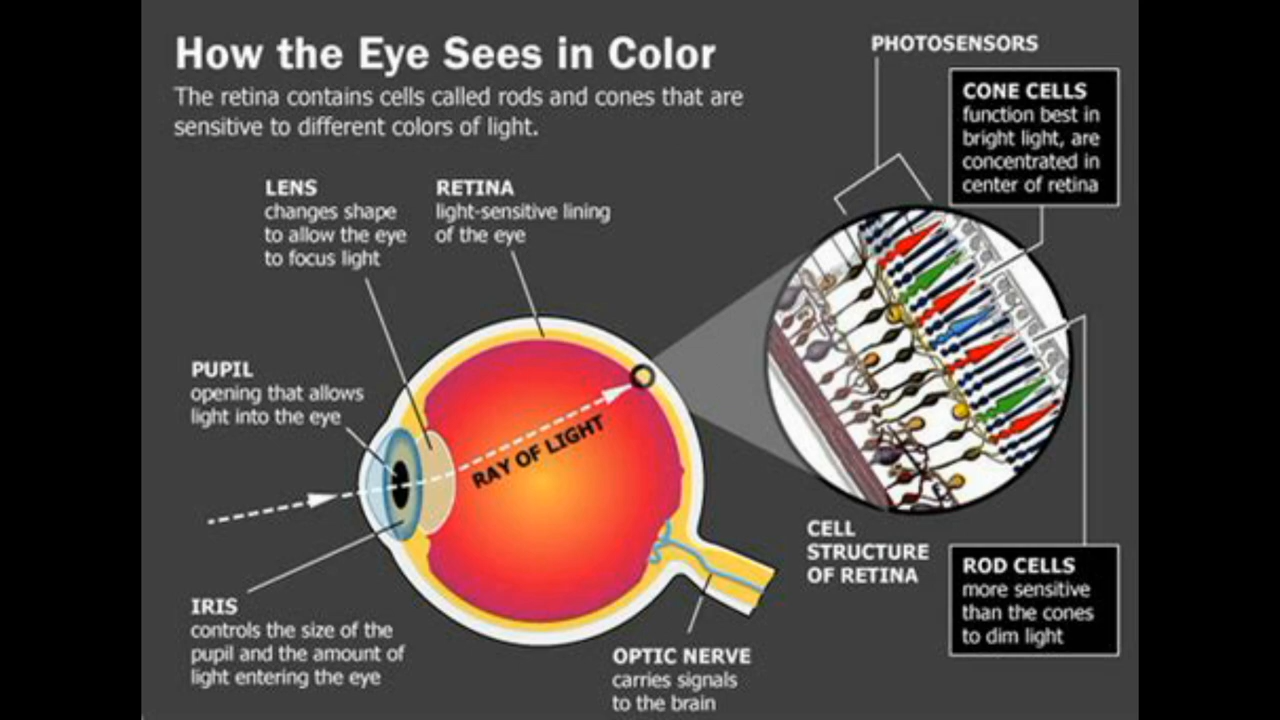 How the Eye Sees in Color
The retina contains cells called rods and cones that are
sensitive to different colors of light.
PHOTOSENSORS
CONE CELLS
function best in
bright light, are
concentrated in
center of retina
LENS
changes shape
to allow the eye
to focus light
RETINA
light-sensitive lining
of the eye
PUPIL
opening that allows
light into the eye
RAY OF LIGHT
IRIS
controls the size of the
pupil and the amount of
light entering the eye
OPTIC NERVE
carries signals
to the brain
CELL
STRUCTURE
OF RETINA
ROD CELLS
more sensitive
than the cones
to dim light